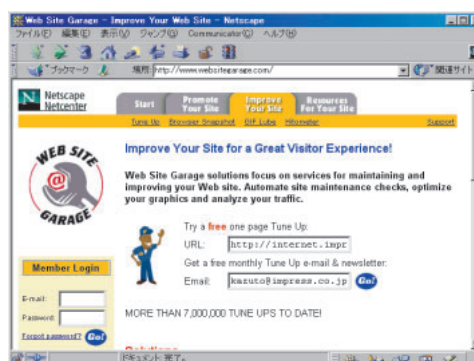 Web Site Garage - Improve Your Web Site - Netscape
ファイル(F) 編集(E) 表示(V) ジャンプ(G) Communicator(C) ヘルプ(H)
ブックマーク 場所: http://www.websitegarage.com/ 関連サイト
Netscape
Netcenter
Start
Promote
Your Site
Improve
Your Site
Resources
For Your Site
Tune Up Browser Snapshot GIF Lube Hitometer Support
WEB SITE
GARAGE
Improve Your Site for a Great Visitor Experience!
Web Site Garage solutions focus on services for maintaining and
improving your Web site. Automate site maintenance checks, optimize
your graphics and analyze your traffic.
Try a free one page Tune Up:
URL: http://internet.impr
Get a free monthly Tune Up e-mail & newsletter:
Email: kazuto@impress.co.jp Go!
Member Login
E-mail:
Password:
Forgot password? Go!
MORE THAN 7,000,000 TUNE UPS TO DATE!
Solutions
ドキュメント: 完了。